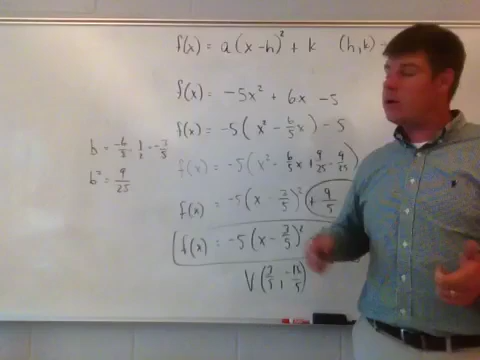 f(x) = a(x-h)² + k (h,k)
f(x) = -5x² + 6x - 5
f(x) = -5(x² - 6/5x) - 5
b = -6/5 · 1/2 = -3/5
f(x) = -5(x² - 6/5x + 9/25 - 9/25)
b² = 9/25
f(x) = -5(x - 3/5)² + 9/5
f(x) = -5(x - 3/5)²
V(3/5, -16/5)